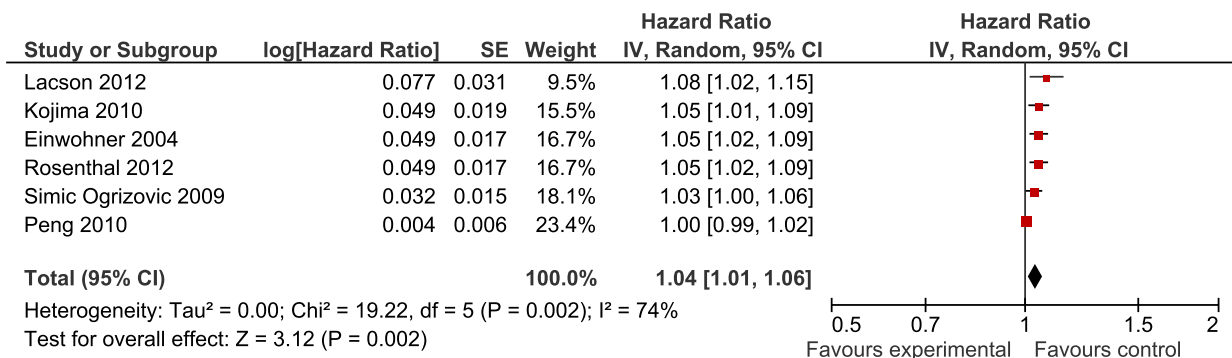 Hazard Ratio Hazard Ratio
Study or Subgroup log[Hazard Ratio] SE Weight IV, Random, 95% CI IV, Random, 95% CI
Lacson 2012 0.077 0.031 9.5% 1.08 [1.02, 1.15]
Kojima 2010 0.049 0.019 15.5% 1.05 [1.01, 1.09]
Einwohner 2004 0.049 0.017 16.7% 1.05 [1.02, 1.09]
Rosenthal 2012 0.049 0.017 16.7% 1.05 [1.02, 1.09]
Simic Ogrizovic 2009 0.032 0.015 18.1% 1.03 [1.00, 1.06]
Peng 2010 0.004 0.006 23.4% 1.00 [0.99, 1.02]
Total (95% CI) 100.0% 1.04 [1.01, 1.06]
Heterogeneity: Tau² = 0.00; Chi² = 19.22, df = 5 (P = 0.002); I² = 74%
Test for overall effect: Z = 3.12 (P = 0.002)
0.5 0.7 1 1.5 2
Favours experimental Favours control